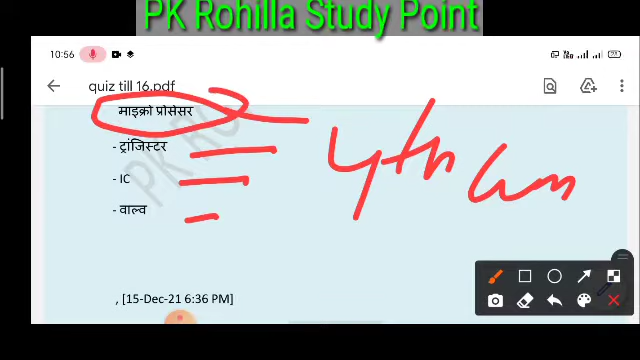 PK Rohilla Study Point
10:56
quiz till 16.pdf
माइक्रो प्रोसेसर
- ट्रांजिस्टर
- IC
- वाल्व
4th Gen
, [15-Dec-21 6:36 PM]